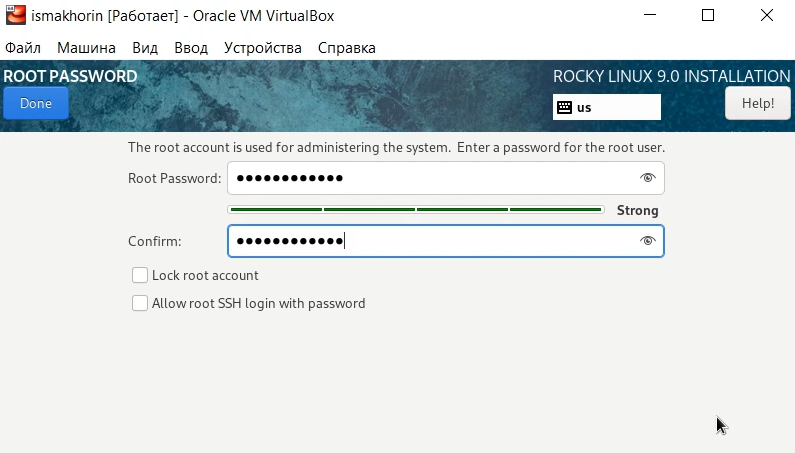 ismakhorin [Работает] - Oracle VM VirtualBox
Файл Машина Вид Ввод Устройства Справка
ROOT PASSWORD
ROCKY LINUX 9.0 INSTALLATION
Done
us
Help!
The root account is used for administering the system. Enter a password for the root user.
Root Password: ●●●●●●●●●●●●
Strong
Confirm: ●●●●●●●●●●●●
Lock root account
Allow root SSH login with password